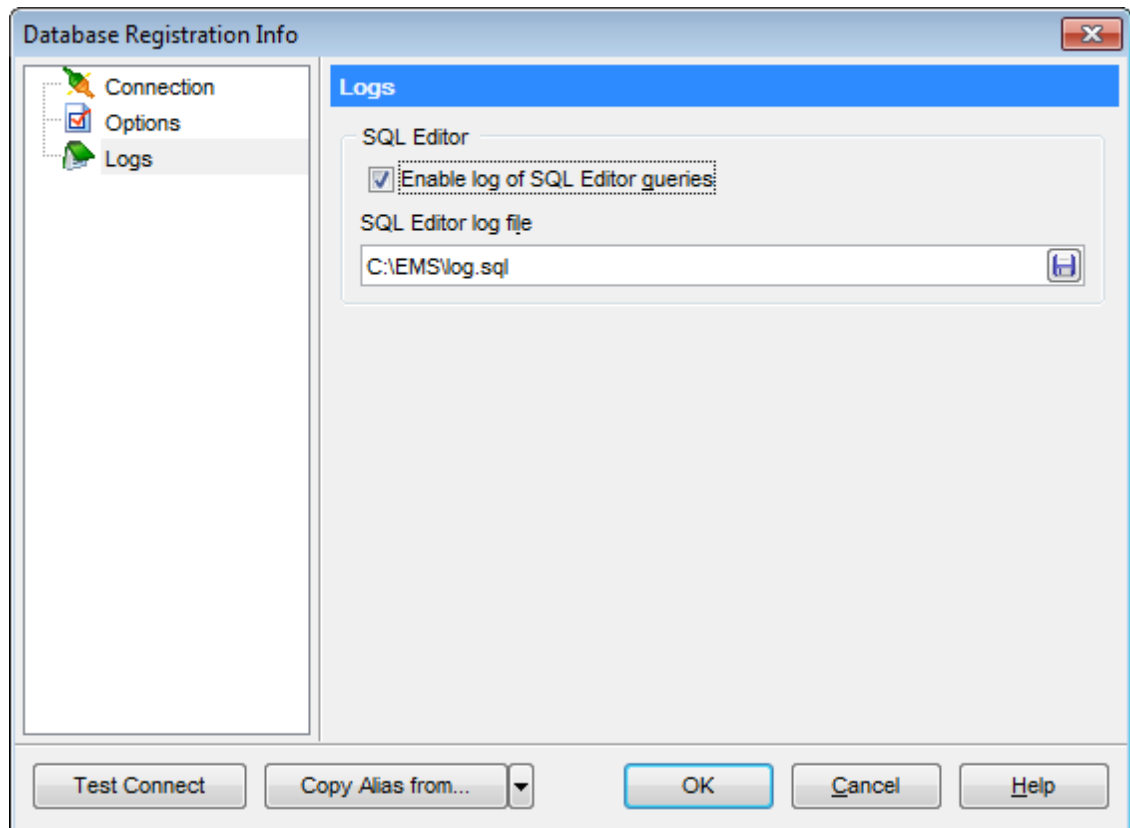 Database Registration Info
Connection
Options
Logs
Logs
SQL Editor
Enable log of SQL Editor queries
SQL Editor log file
C:\EMS\log.sql
Test Connect
Copy Alias from...
OK
Cancel
Help